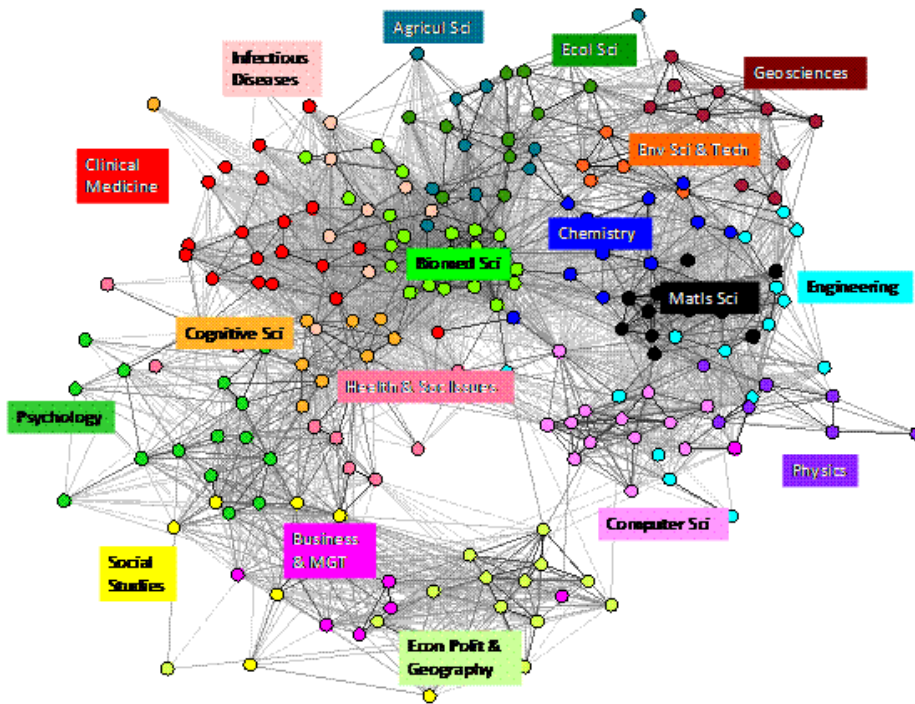 Agricul Sci
Ecol Sci
Infectious
Diseases
Geosciences
Env Sci & Tech
Clinical
Medicine
Chemistry
Biomed Sci
Engineering
Matls Sci
Cognitive Sci
Health & Soc Issues
Psychology
Physics
Computer Sci
Business
& MGT
Social
Studies
Econ Polit &
Geography